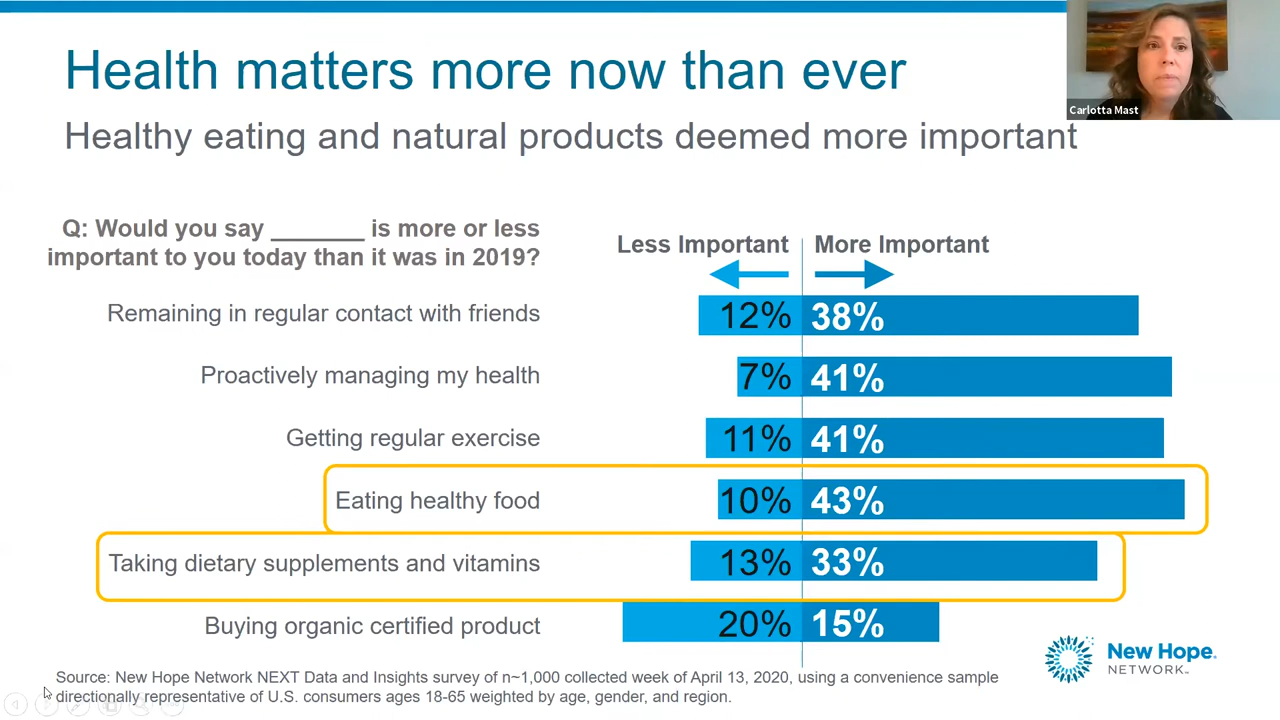 Health matters more now than ever
Carlotta Mast
Healthy eating and natural products deemed more important
Q: Would you say _______ is more or less
important to you today than it was in 2019?
Less Important More Important
Remaining in regular contact with friends 12% 38%
Proactively managing my health 7% 41%
Getting regular exercise 11% 41%
Eating healthy food 10% 43%
Taking dietary supplements and vitamins 13% 33%
Buying organic certified product 20% 15%
New Hope
NETWORK
Source: New Hope Network NEXT Data and Insights survey of n~1,000 collected week of April 13, 2020, using a convenience sample
directionally representative of U.S. consumers ages 18-65 weighted by age, gender, and region.